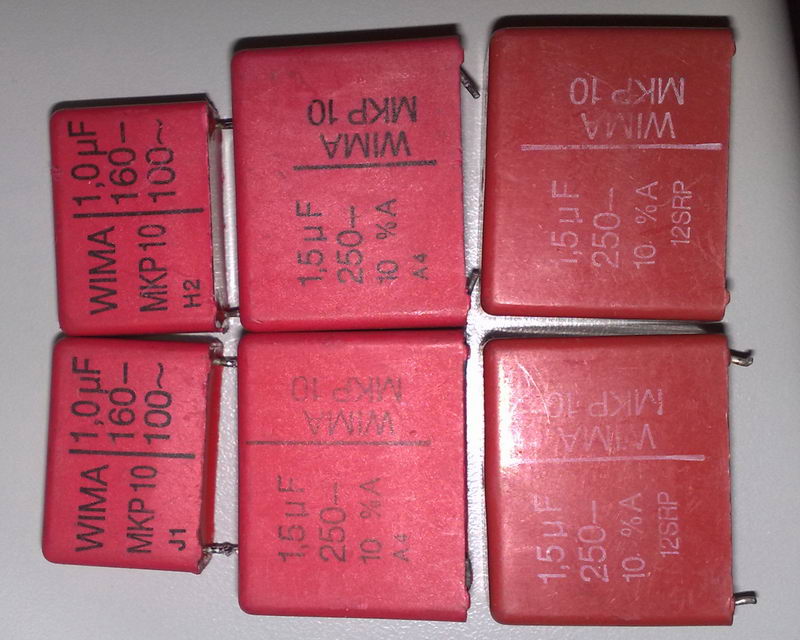 WIMA 1,0µF
MKP10 160–
H2 100~
WIMA
MKP 10
1,5µF
250–
10 %A
A4
WIMA
MKP 10
1,5µF
250–
10 %A
12SRP
WIMA 1,0µF
MKP10 160–
J1 100~
WIMA
MKP 10
1,5µF
250–
10 %A
A4
WIMA
MKP 10
1,5µF
250–
10 %A
12SRP